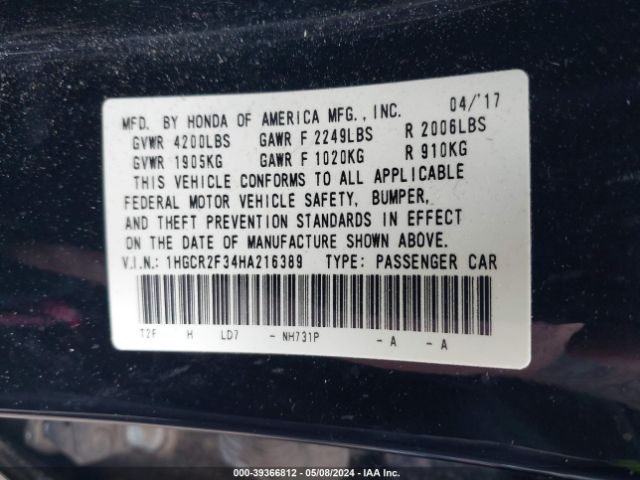 MFD. BY HONDA OF AMERICA MFG., INC. 04/'17
GVWR 4200LBS GAWR F 2249LBS R 2006LBS
GVWR 1905KG GAWR F 1020KG R 910KG
THIS VEHICLE CONFORMS TO ALL APPLICABLE
FEDERAL MOTOR VEHICLE SAFETY, BUMPER,
AND THEFT PREVENTION STANDARDS IN EFFECT
ON THE DATE OF MANUFACTURE SHOWN ABOVE.
V.I.N.: 1HGCR2F34HA216389 TYPE: PASSENGER CAR
T2F H LD7 - NH731P - A - A
000-39366812 - 05/08/2024 - IAA Inc.